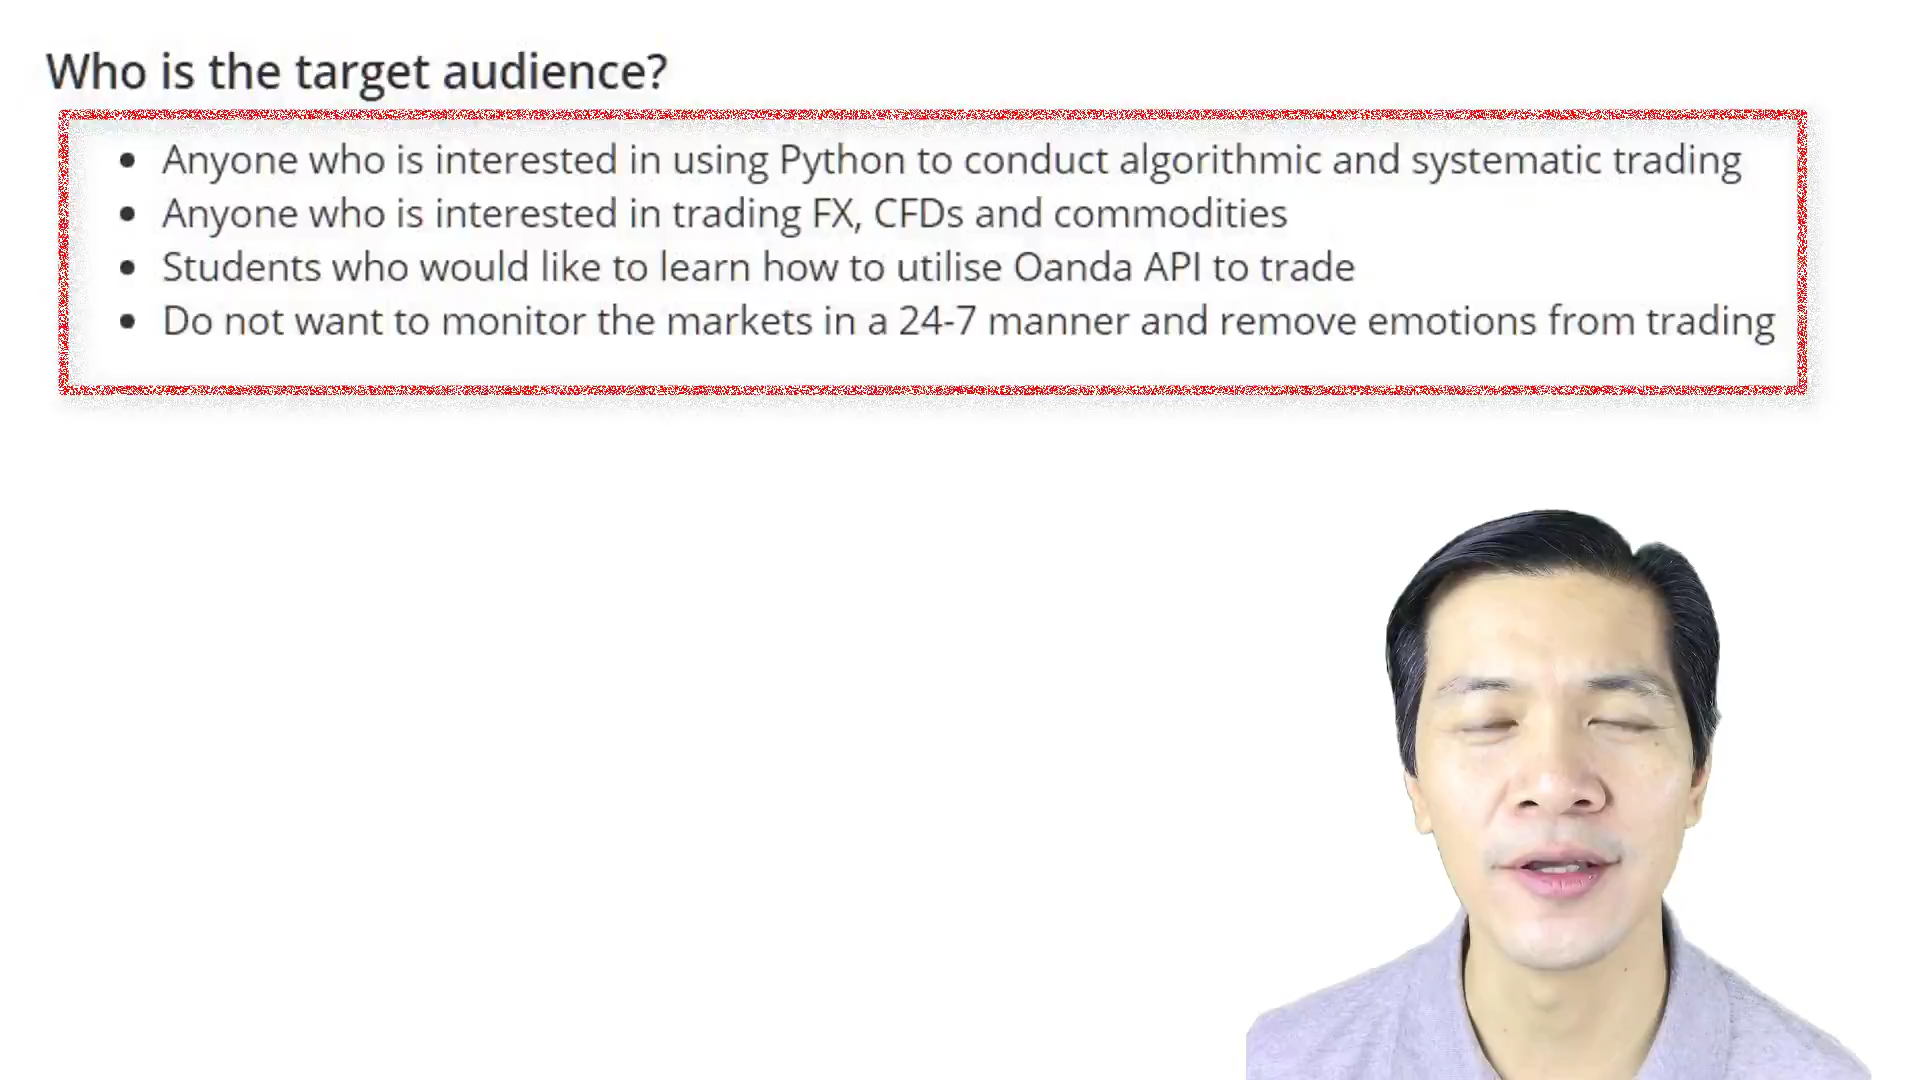 Who is the target audience?
• Anyone who is interested in using Python to conduct algorithmic and systematic trading
• Anyone who is interested in trading FX, CFDs and commodities
• Students who would like to learn how to utilise Oanda API to trade
• Do not want to monitor the markets in a 24-7 manner and remove emotions from trading